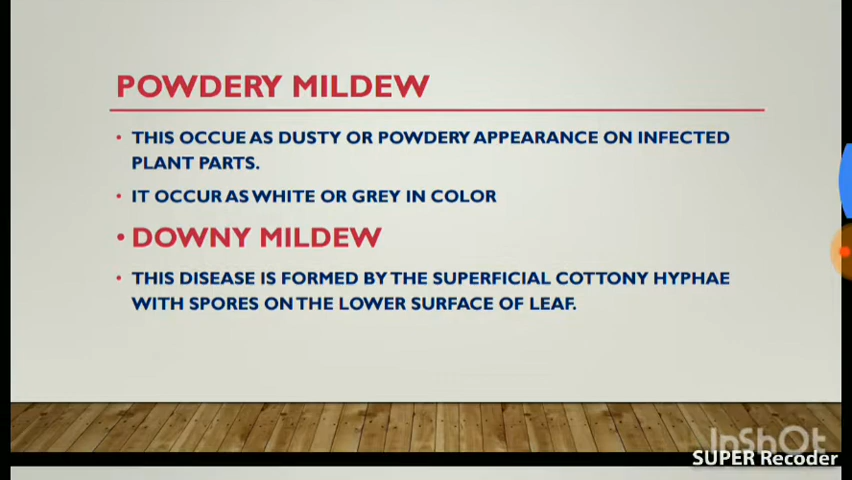 POWDERY MILDEW
• THIS OCCUE AS DUSTY OR POWDERY APPEARANCE ON INFECTED
PLANT PARTS.
• IT OCCUR AS WHITE OR GREY IN COLOR
• DOWNY MILDEW
• THIS DISEASE IS FORMED BY THE SUPERFICIAL COTTONY HYPHAE
WITH SPORES ON THE LOWER SURFACE OF LEAF.
InShOt
SUPER Recoder